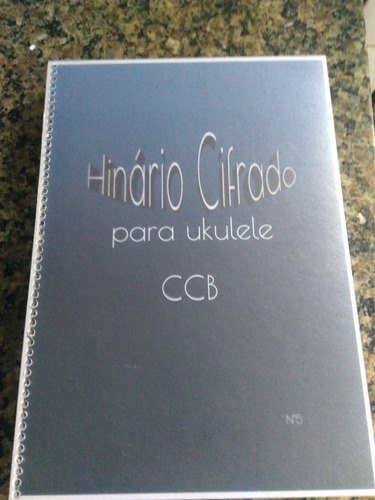 Hinário Cifrado
para ukulele
CCB
Nº5